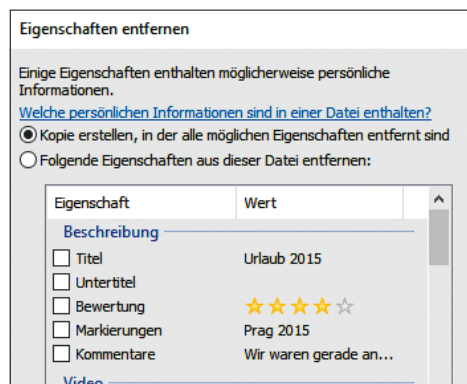 Eigenschaften entfernen
Einige Eigenschaften enthalten möglicherweise persönliche
Informationen.
Welche persönlichen Informationen sind in einer Datei enthalten?
Kopie erstellen, in der alle möglichen Eigenschaften entfernt sind
Folgende Eigenschaften aus dieser Datei entfernen:
Eigenschaft Wert
Beschreibung
Titel Urlaub 2015
Untertitel
Bewertung
Markierungen Prag 2015
Kommentare Wir waren gerade an...
Video